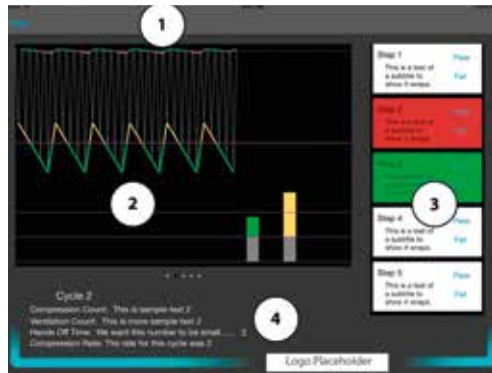 1
Step 1
Pass
This is a test of
a subtitle to
show it wraps.
Fail
Step 2
Step 3
2
3
Step 4
Pass
This is a test of
a subtitle to
show it wraps.
Fail
Step 5
Pass
This is a test of
a subtitle to
show it wraps.
Fail
Cycle 2
Compression Count: This is sample text 2
Ventilation Count: This is more sample text 2
Hands Off Time: We want this number to be small...... 2
Compression Rate: The rate for this cycle was 2
4
Logo Placeholder